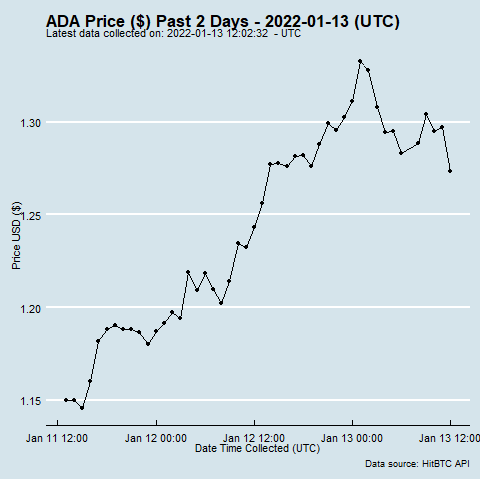 ADA Price ($) Past 2 Days - 2022-01-13 (UTC)
Latest data collected on: 2022-01-13 12:02:32 - UTC
1.30
1.25
1.20
1.15
Price USD ($)
Jan 11 12:00 Jan 12 00:00 Jan 12 12:00 Jan 13 00:00 Jan 13 12:00
Date Time Collected (UTC)
Data source: HitBTC API